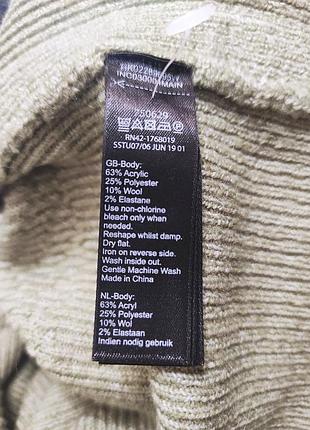 INC03000 MAIN
750629
RN42-1768019
SSTU07/06 JUN 19 01
GB-Body:
63% Acrylic
25% Polyester
10% Wool
2% Elastane
Use non-chlorine
bleach only when
needed.
Reshape whilst damp.
Dry flat.
Iron on reverse side.
Wash inside out.
Gentle Machine Wash
Made in China
NL-Body:
63% Acryl
25% Polyester
10% Wol
2% Elastaan
Indien nodig gebruik